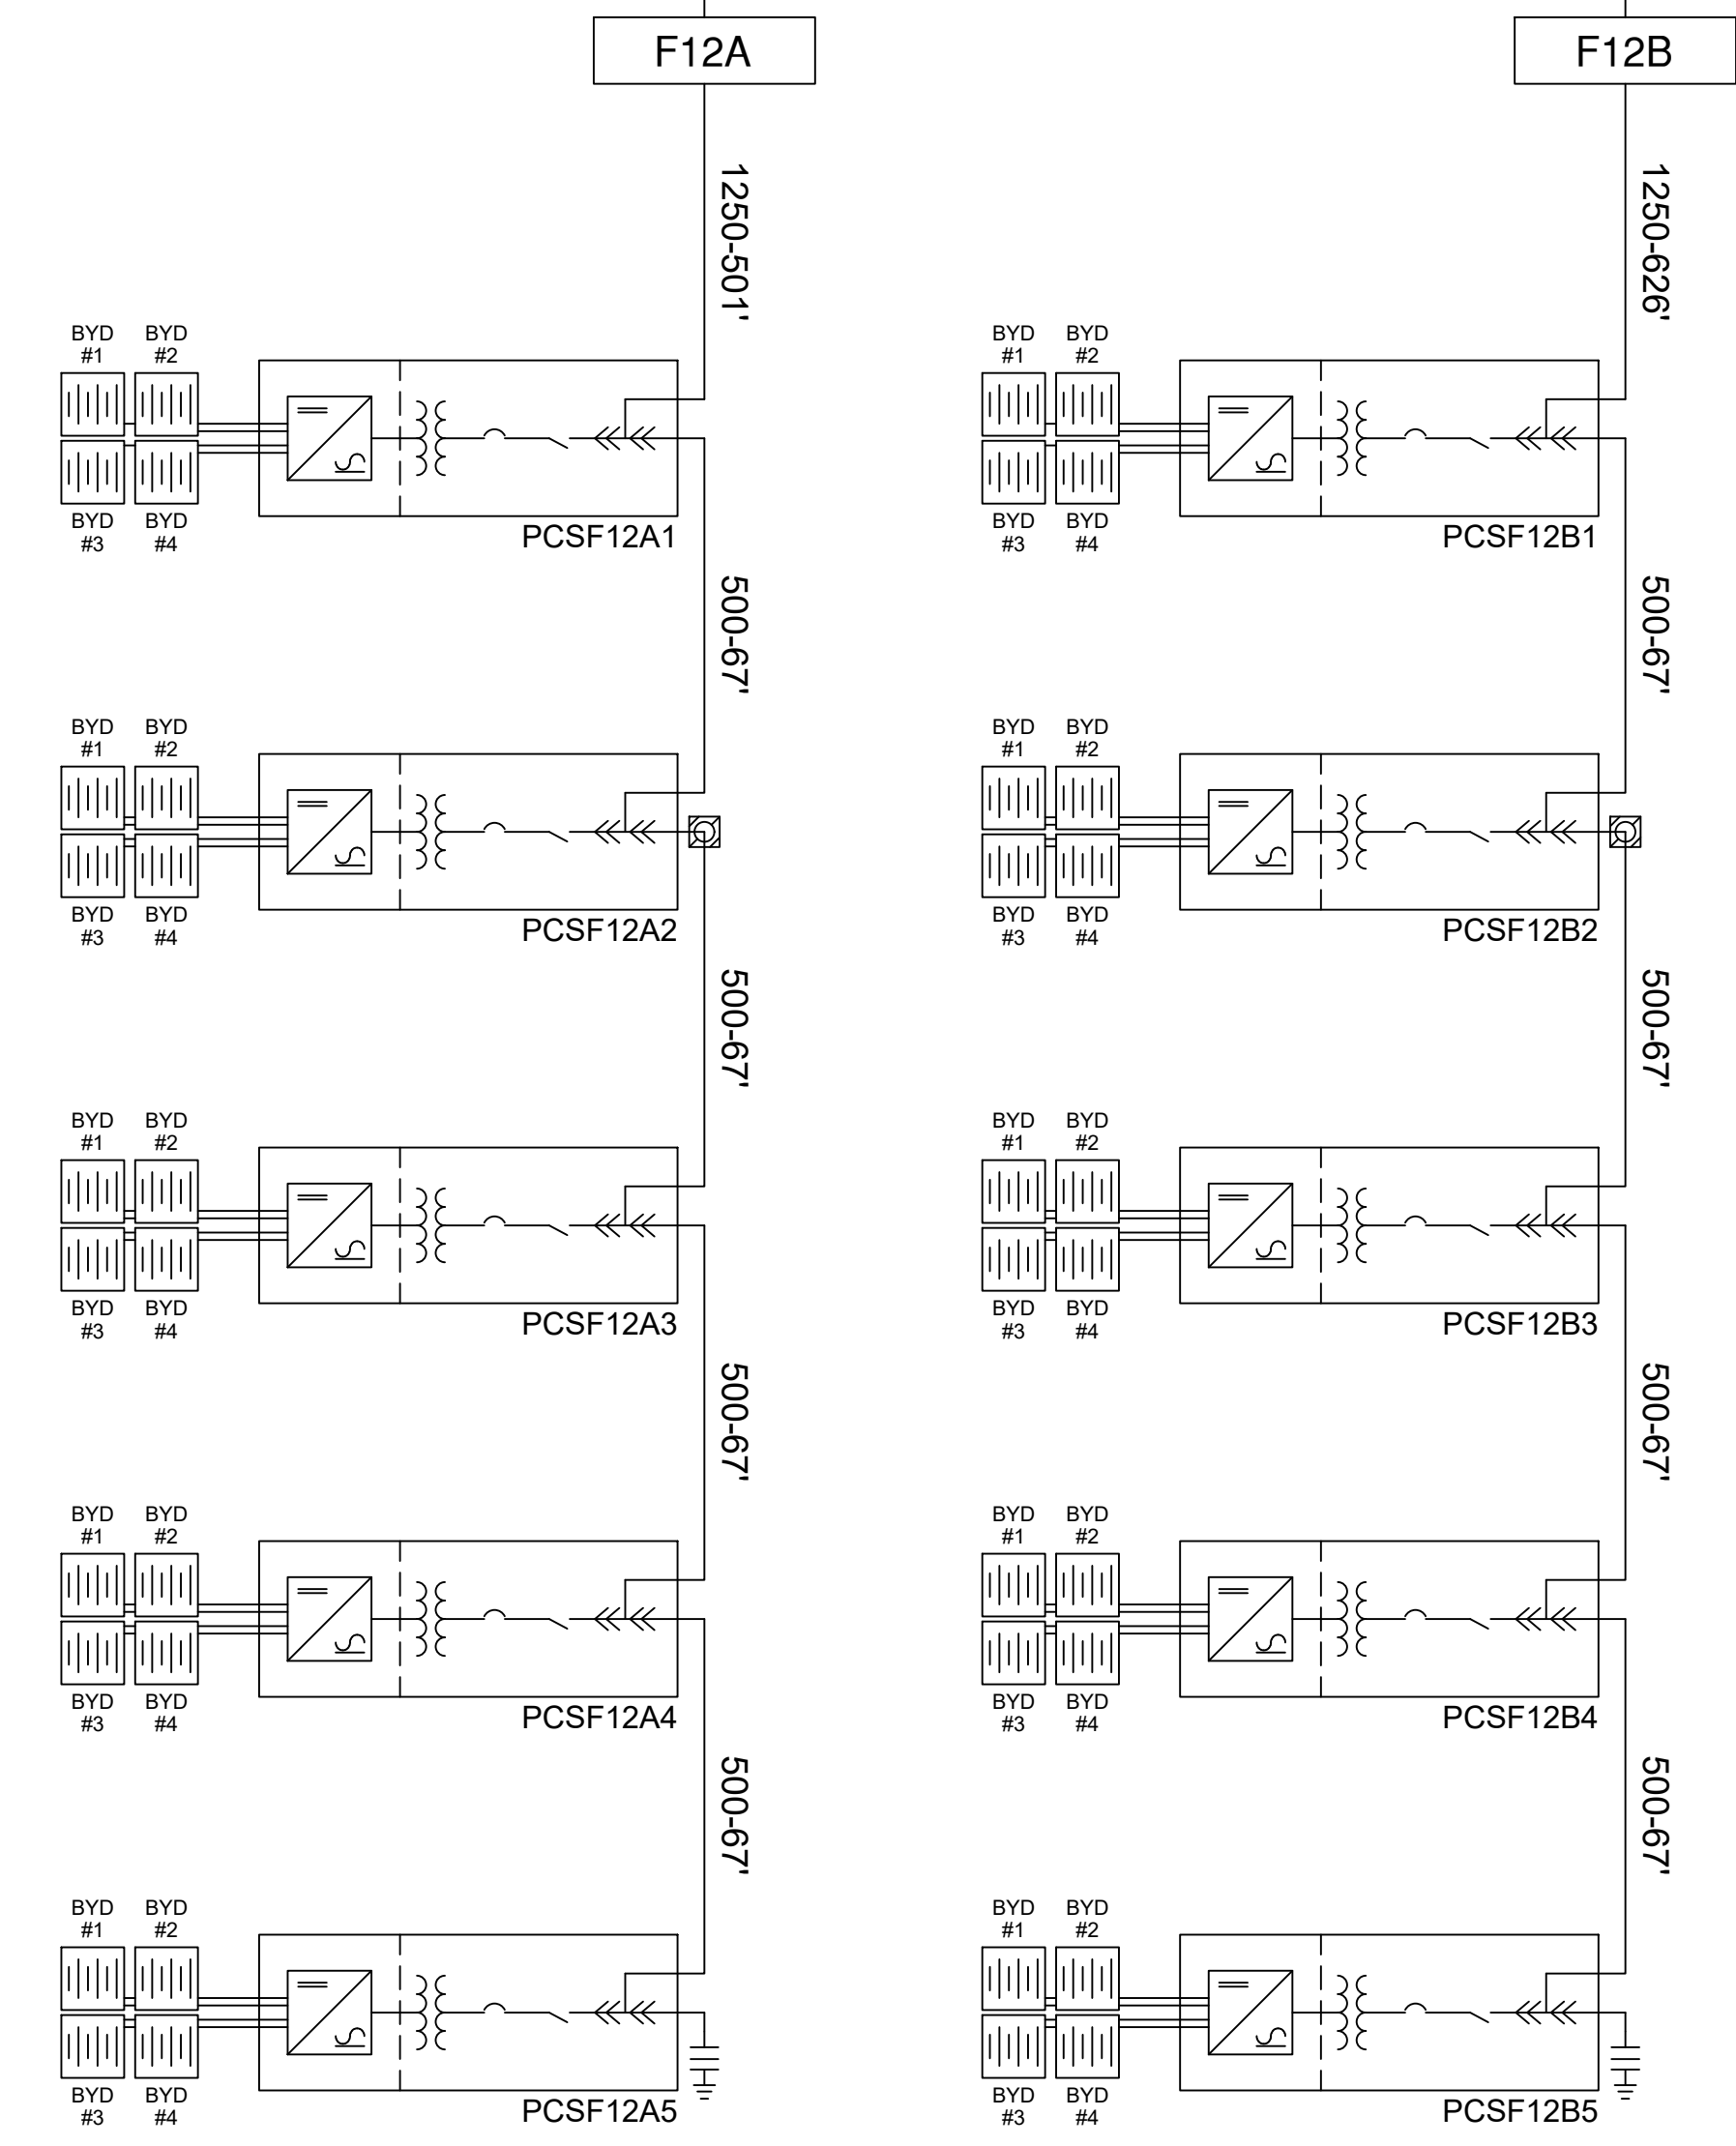 F12A
F12B
1250-501'
1250-626'
BYD BYD
#1 #2
BYD BYD
#3 #4
PCSF12A1
BYD BYD
#1 #2
BYD BYD
#3 #4
PCSF12B1
500-67'
500-67'
BYD BYD
#1 #2
BYD BYD
#3 #4
PCSF12A2
BYD BYD
#1 #2
BYD BYD
#3 #4
PCSF12B2
500-67'
500-67'
BYD BYD
#1 #2
BYD BYD
#3 #4
PCSF12A3
BYD BYD
#1 #2
BYD BYD
#3 #4
PCSF12B3
500-67'
500-67'
BYD BYD
#1 #2
BYD BYD
#3 #4
PCSF12A4
BYD BYD
#1 #2
BYD BYD
#3 #4
PCSF12B4
500-67'
500-67'
BYD BYD
#1 #2
BYD BYD
#3 #4
PCSF12A5
BYD BYD
#1 #2
BYD BYD
#3 #4
PCSF12B5